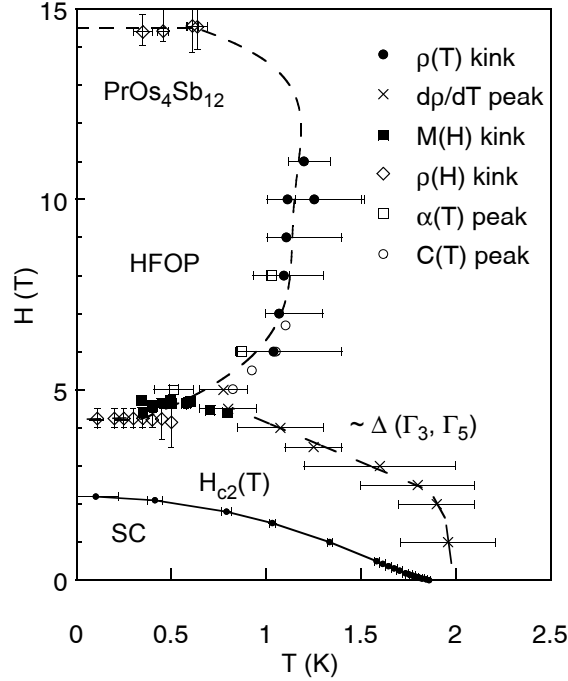 15
PrOs₄Sb₁₂
ρ(T) kink
dρ/dT peak
M(H) kink
ρ(H) kink
α(T) peak
C(T) peak
10
HFOP
H (T)
5
~ Δ (Γ₃, Γ₅)
H_c2(T)
SC
0
0 0.5 1 1.5 2 2.5
T (K)